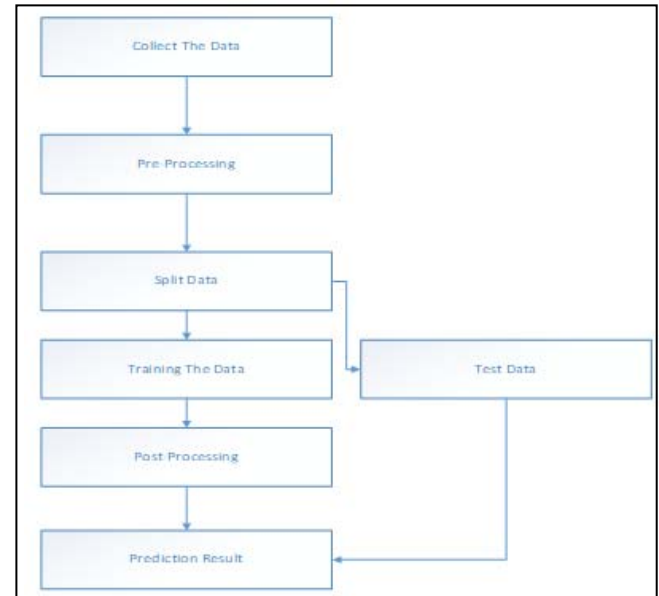 Collect The Data
Pre-Processing
Split Data
Training The Data
Test Data
Post Processing
Prediction Result